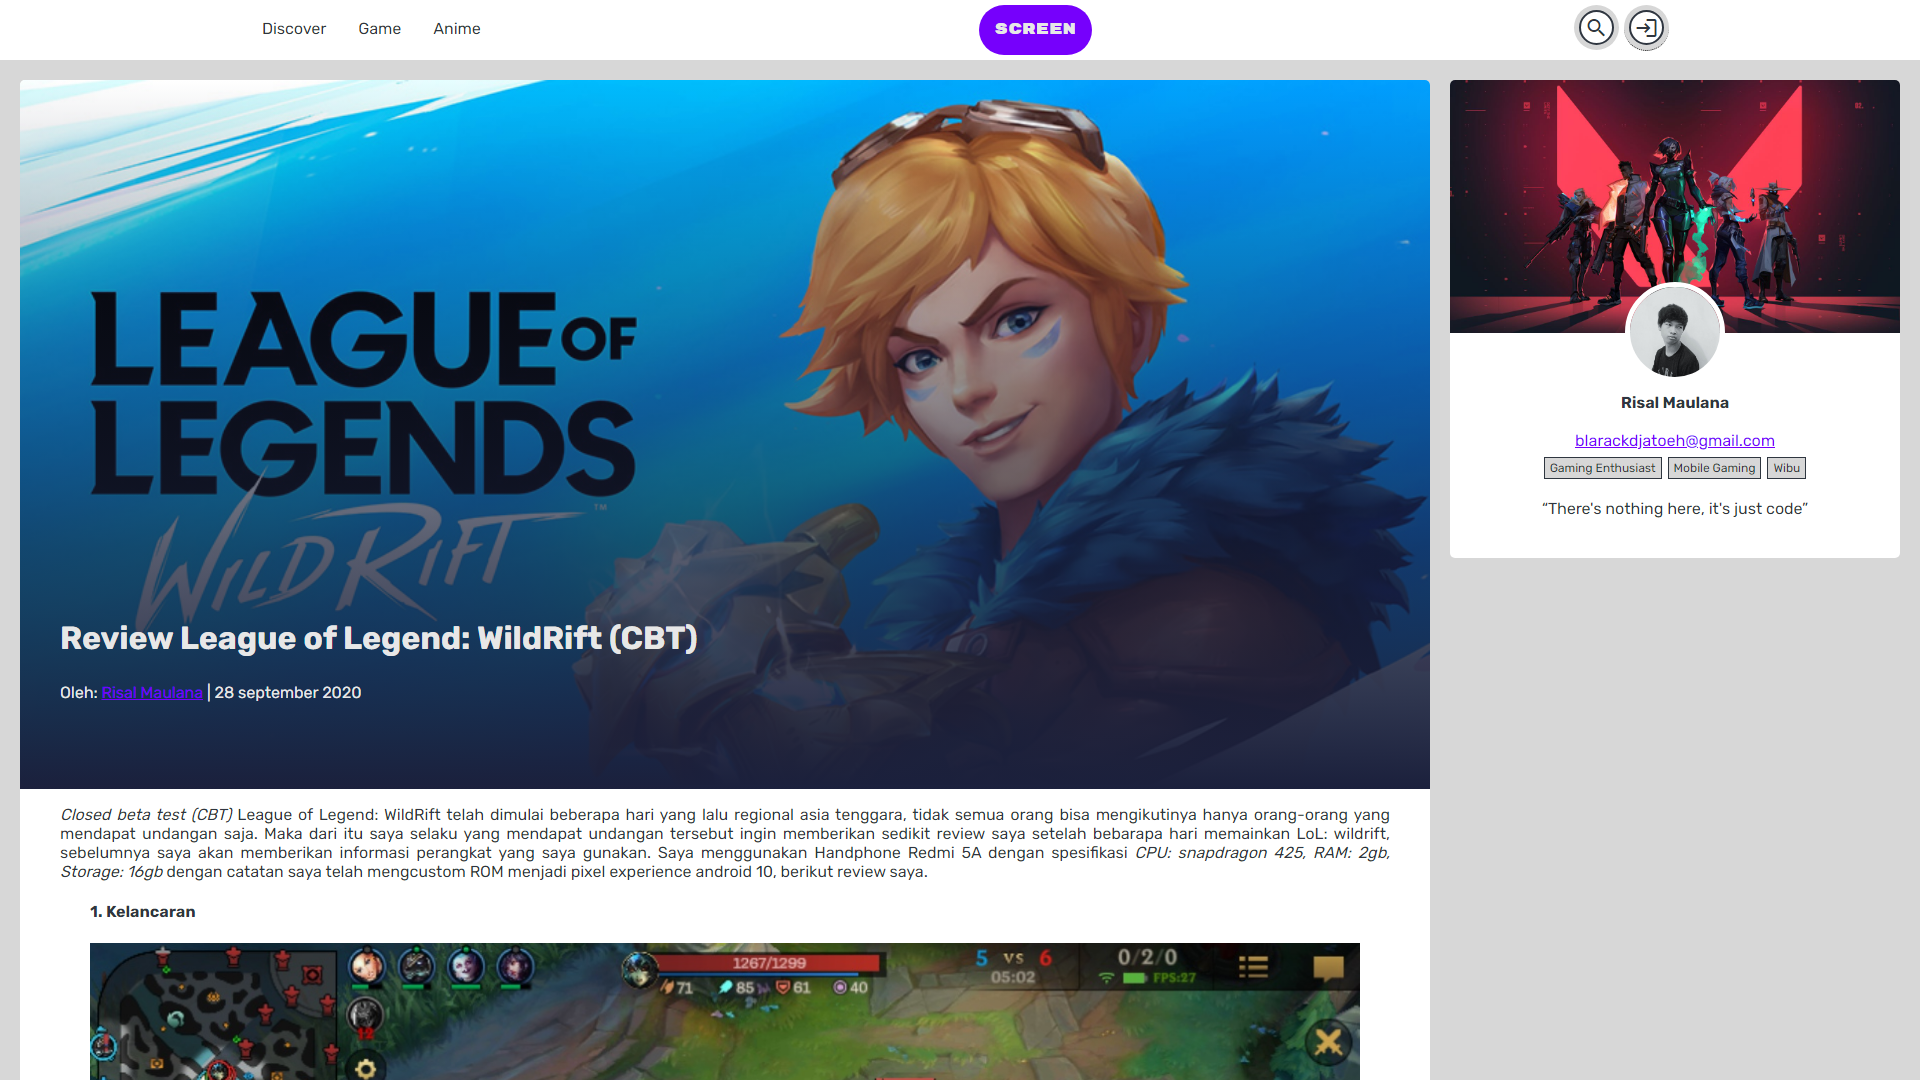 Discover Game Anime
SCREEN
LEAGUE OF
LEGENDS
WILD RIFT ™
Review League of Legend: WildRift (CBT)
Oleh: Risal Maulana | 28 september 2020
Closed beta test (CBT) League of Legend: WildRift telah dimulai beberapa hari yang lalu regional asia tenggara, tidak semua orang bisa mengikutinya hanya orang-orang yang
mendapat undangan saja. Maka dari itu saya selaku yang mendapat undangan tersebut ingin memberikan sedikit review saya setelah bebarapa hari memainkan LoL: wildrift,
sebelumnya saya akan memberikan informasi perangkat yang saya gunakan. Saya menggunakan Handphone Redmi 5A dengan spesifikasi CPU: snapdragon 425, RAM: 2gb,
Storage: 16gb dengan catatan saya telah mengcustom ROM menjadi pixel experience android 10, berikut review saya.
1. Kelancaran
1267/1299
71 85 61 40
5 VS 6
05:02
0/2/0
FPS:27
12
Risal Maulana
blarackdjatoeh@gmail.com
Gaming Enthusiast Mobile Gaming Wibu
“There's nothing here, it's just code”